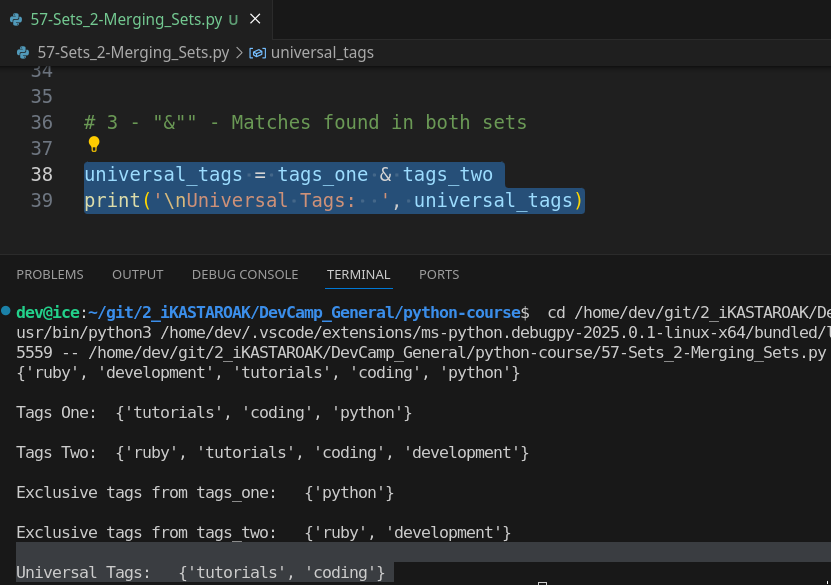 57-Sets_2-Merging_Sets.py U ×
57-Sets_2-Merging_Sets.py > universal_tags
34
35
36 # 3 - "&"" - Matches found in both sets
37
38 universal_tags = tags_one & tags_two
39 print('\nUniversal Tags:  ', universal_tags)
PROBLEMS OUTPUT DEBUG CONSOLE TERMINAL PORTS
dev@ice:~/git/2_iKASTAROAK/DevCamp_General/python-course$  cd /home/dev/git/2_iKASTAROAK/De
usr/bin/python3 /home/dev/.vscode/extensions/ms-python.debugpy-2025.0.1-linux-x64/bundled/l
5559 -- /home/dev/git/2_iKASTAROAK/DevCamp_General/python-course/57-Sets_2-Merging_Sets.py
{'ruby', 'development', 'tutorials', 'coding', 'python'}
Tags One:  {'tutorials', 'coding', 'python'}
Tags Two:  {'ruby', 'tutorials', 'coding', 'development'}
Exclusive tags from tags_one:   {'python'}
Exclusive tags from tags_two:   {'ruby', 'development'}
Universal Tags:   {'tutorials', 'coding'}